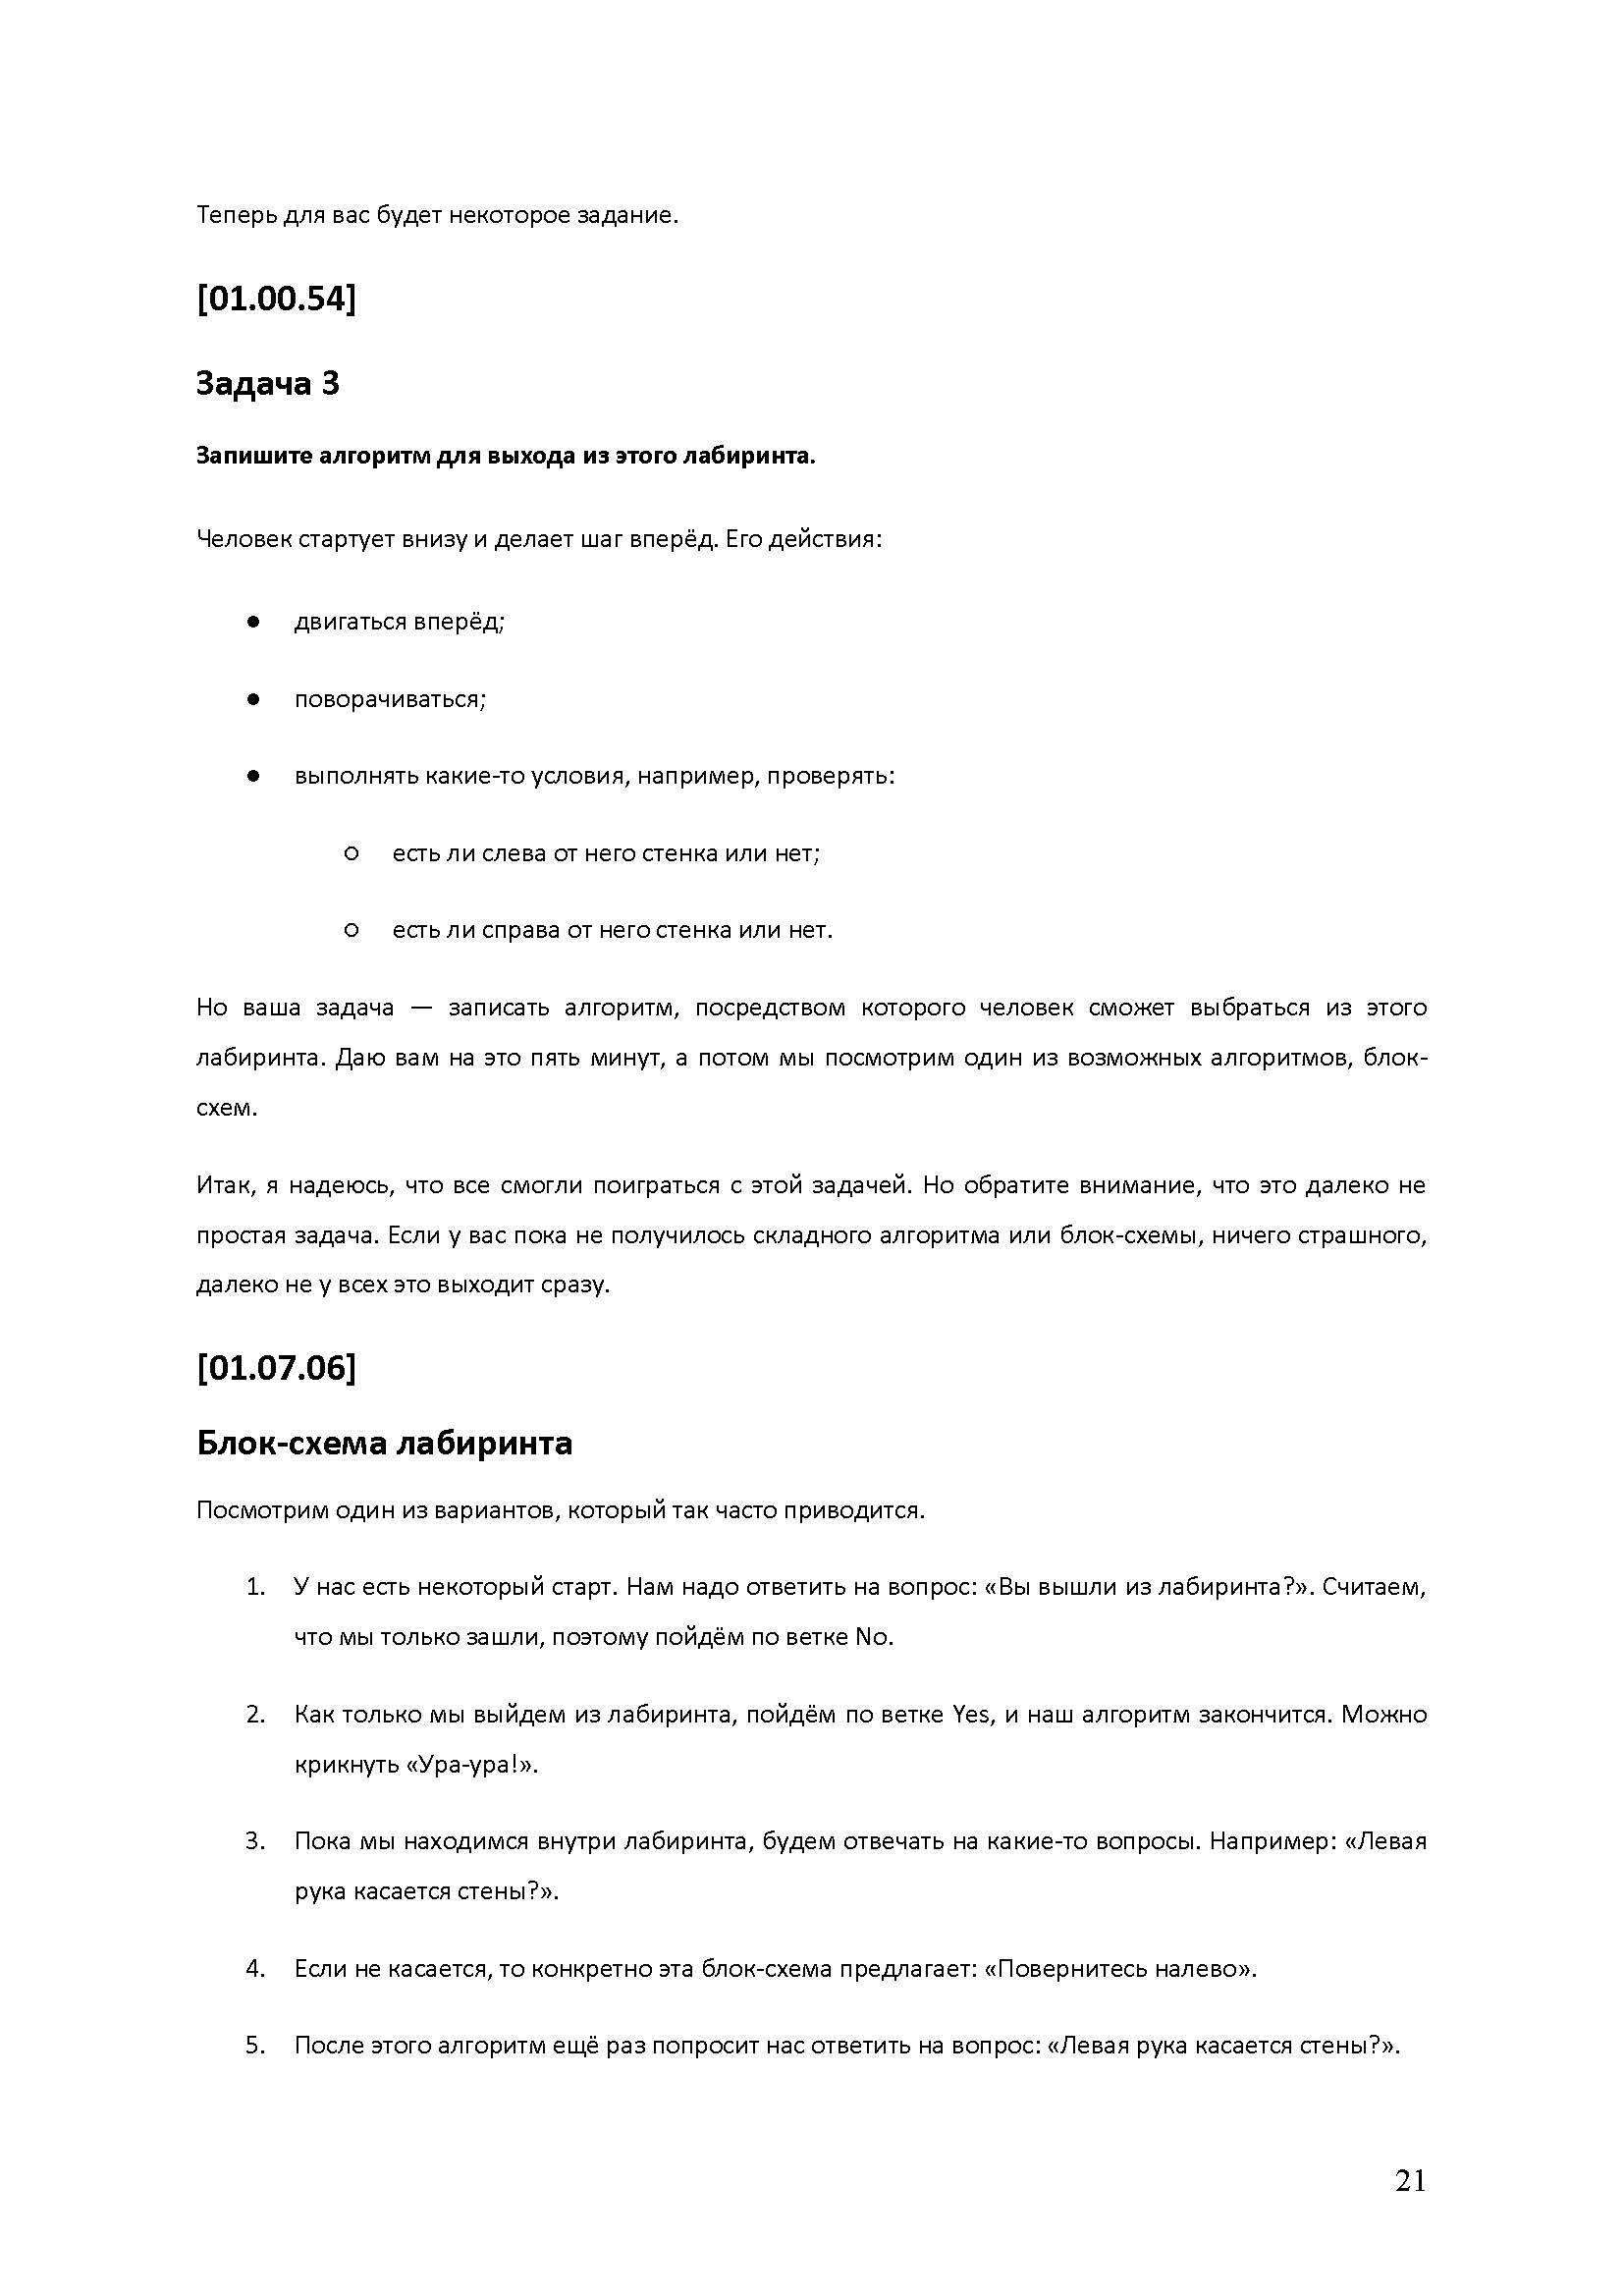 Теперь для вас будет некоторое задание.
[01.00.54]
Задача 3
Запишите алгоритм для выхода из этого лабиринта.
Человек стартует внизу и делает шаг вперёд. Его действия:
● двигаться вперёд;
● поворачиваться;
● выполнять какие-то условия, например, проверять:
○ есть ли слева от него стенка или нет;
○ есть ли справа от него стенка или нет.
Но ваша задача — записать алгоритм, посредством которого человек сможет выбраться из этого
лабиринта. Даю вам на это пять минут, а потом мы посмотрим один из возможных алгоритмов, блок-
схем.
Итак, я надеюсь, что все смогли поиграться с этой задачей. Но обратите внимание, что это далеко не
простая задача. Если у вас пока не получилось складного алгоритма или блок-схемы, ничего страшного,
далеко не у всех это выходит сразу.
[01.07.06]
Блок-схема лабиринта
Посмотрим один из вариантов, который так часто приводится.
1. У нас есть некоторый старт. Нам надо ответить на вопрос: «Вы вышли из лабиринта?». Считаем,
что мы только зашли, поэтому пойдём по ветке No.
2. Как только мы выйдем из лабиринта, пойдём по ветке Yes, и наш алгоритм закончится. Можно
крикнуть «Ура-ура!».
3. Пока мы находимся внутри лабиринта, будем отвечать на какие-то вопросы. Например: «Левая
рука касается стены?».
4. Если не касается, то конкретно эта блок-схема предлагает: «Повернитесь налево».
5. После этого алгоритм ещё раз попросит нас ответить на вопрос: «Левая рука касается стены?».
21